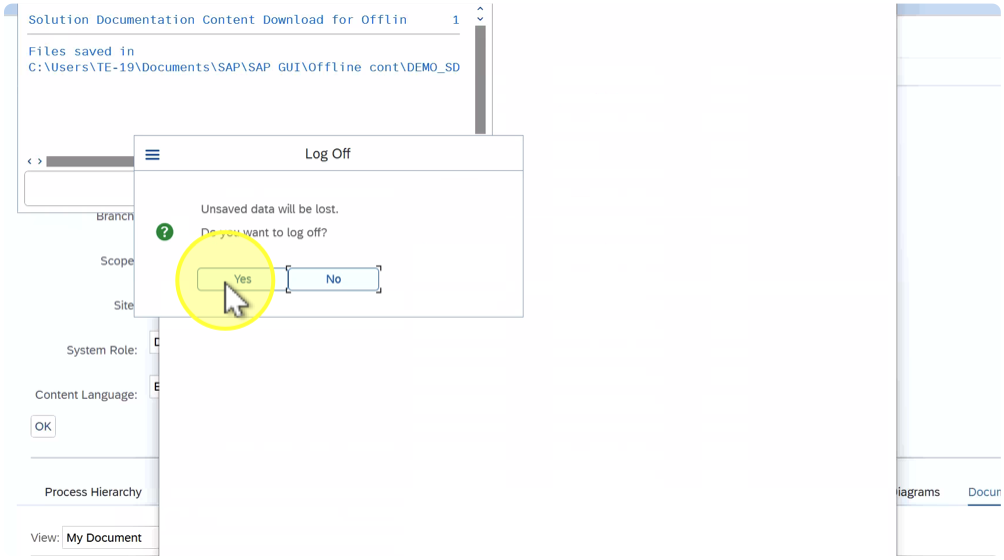 Solution Documentation Content Download for Offlin 1
Files saved in
C:\Users\TE-19\Documents\SAP\SAP GUI\Offline cont\DEMO_SD
Log Off
Unsaved data will be lost.
Do you want to log off?
Yes No
Branch
Scope
Site
System Role:
Content Language:
OK
Process Hierarchy iagrams Docum
View: My Document